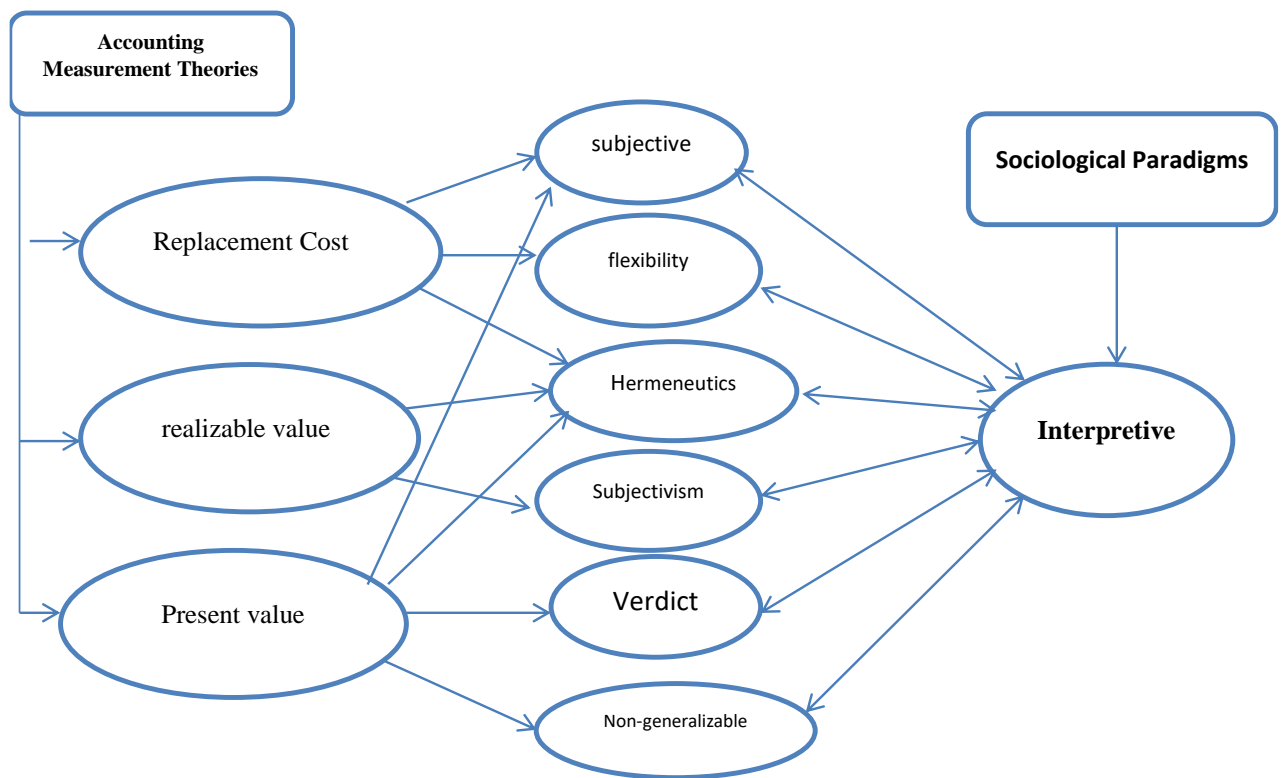 Accounting
Measurement Theories
subjective
Sociological Paradigms
Replacement Cost
flexibility
Hermeneutics
realizable value
Interpretive
Subjectivism
Verdict
Present value
Non-generalizable